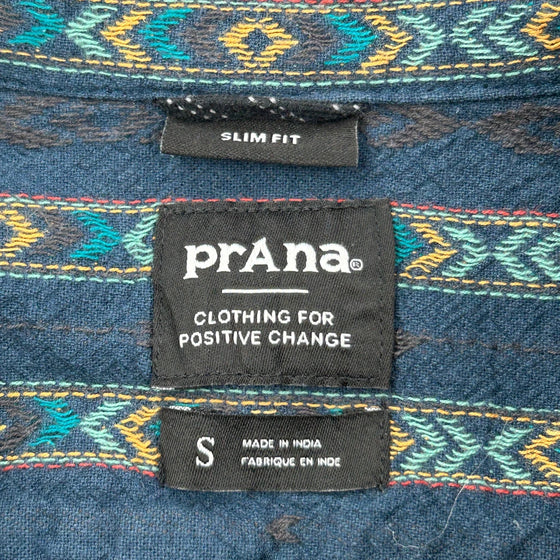 SLIM FIT
prAna®
CLOTHING FOR
POSITIVE CHANGE
S
MADE IN INDIA
FABRIQUE EN INDE